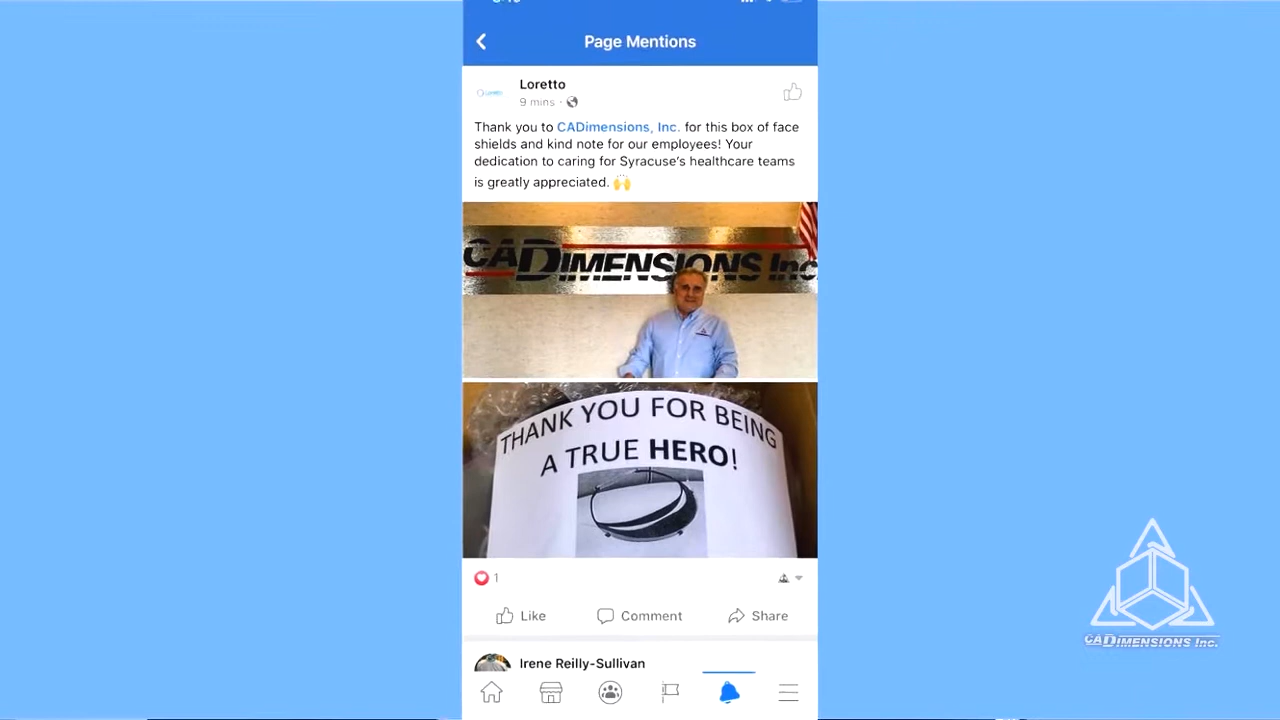 Page Mentions
Loretto
9 mins ·
Thank you to CADimensions, Inc. for this box of face
shields and kind note for our employees! Your
dedication to caring for Syracuse's healthcare teams
is greatly appreciated. 🙌
CADIMENSIONS Inc
THANK YOU FOR BEING
A TRUE HERO!
1
Like Comment Share
Irene Reilly-Sullivan
CADIMENSIONS Inc.